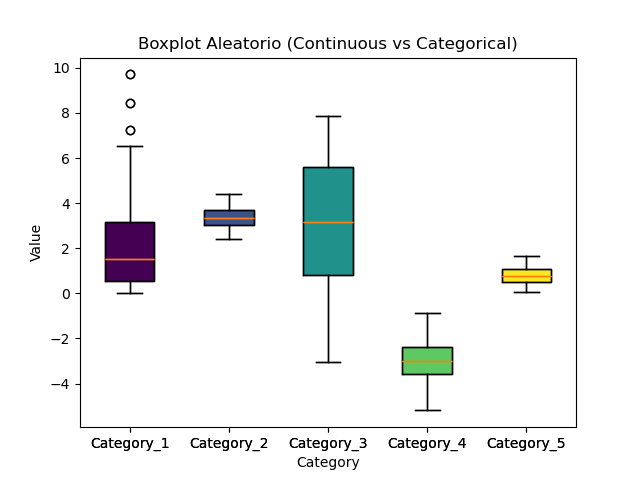 Boxplot Aleatorio (Continuous vs Categorical)
Value
10
8
6
4
2
0
−2
−4
Category_1 Category_2 Category_3 Category_4 Category_5
Category